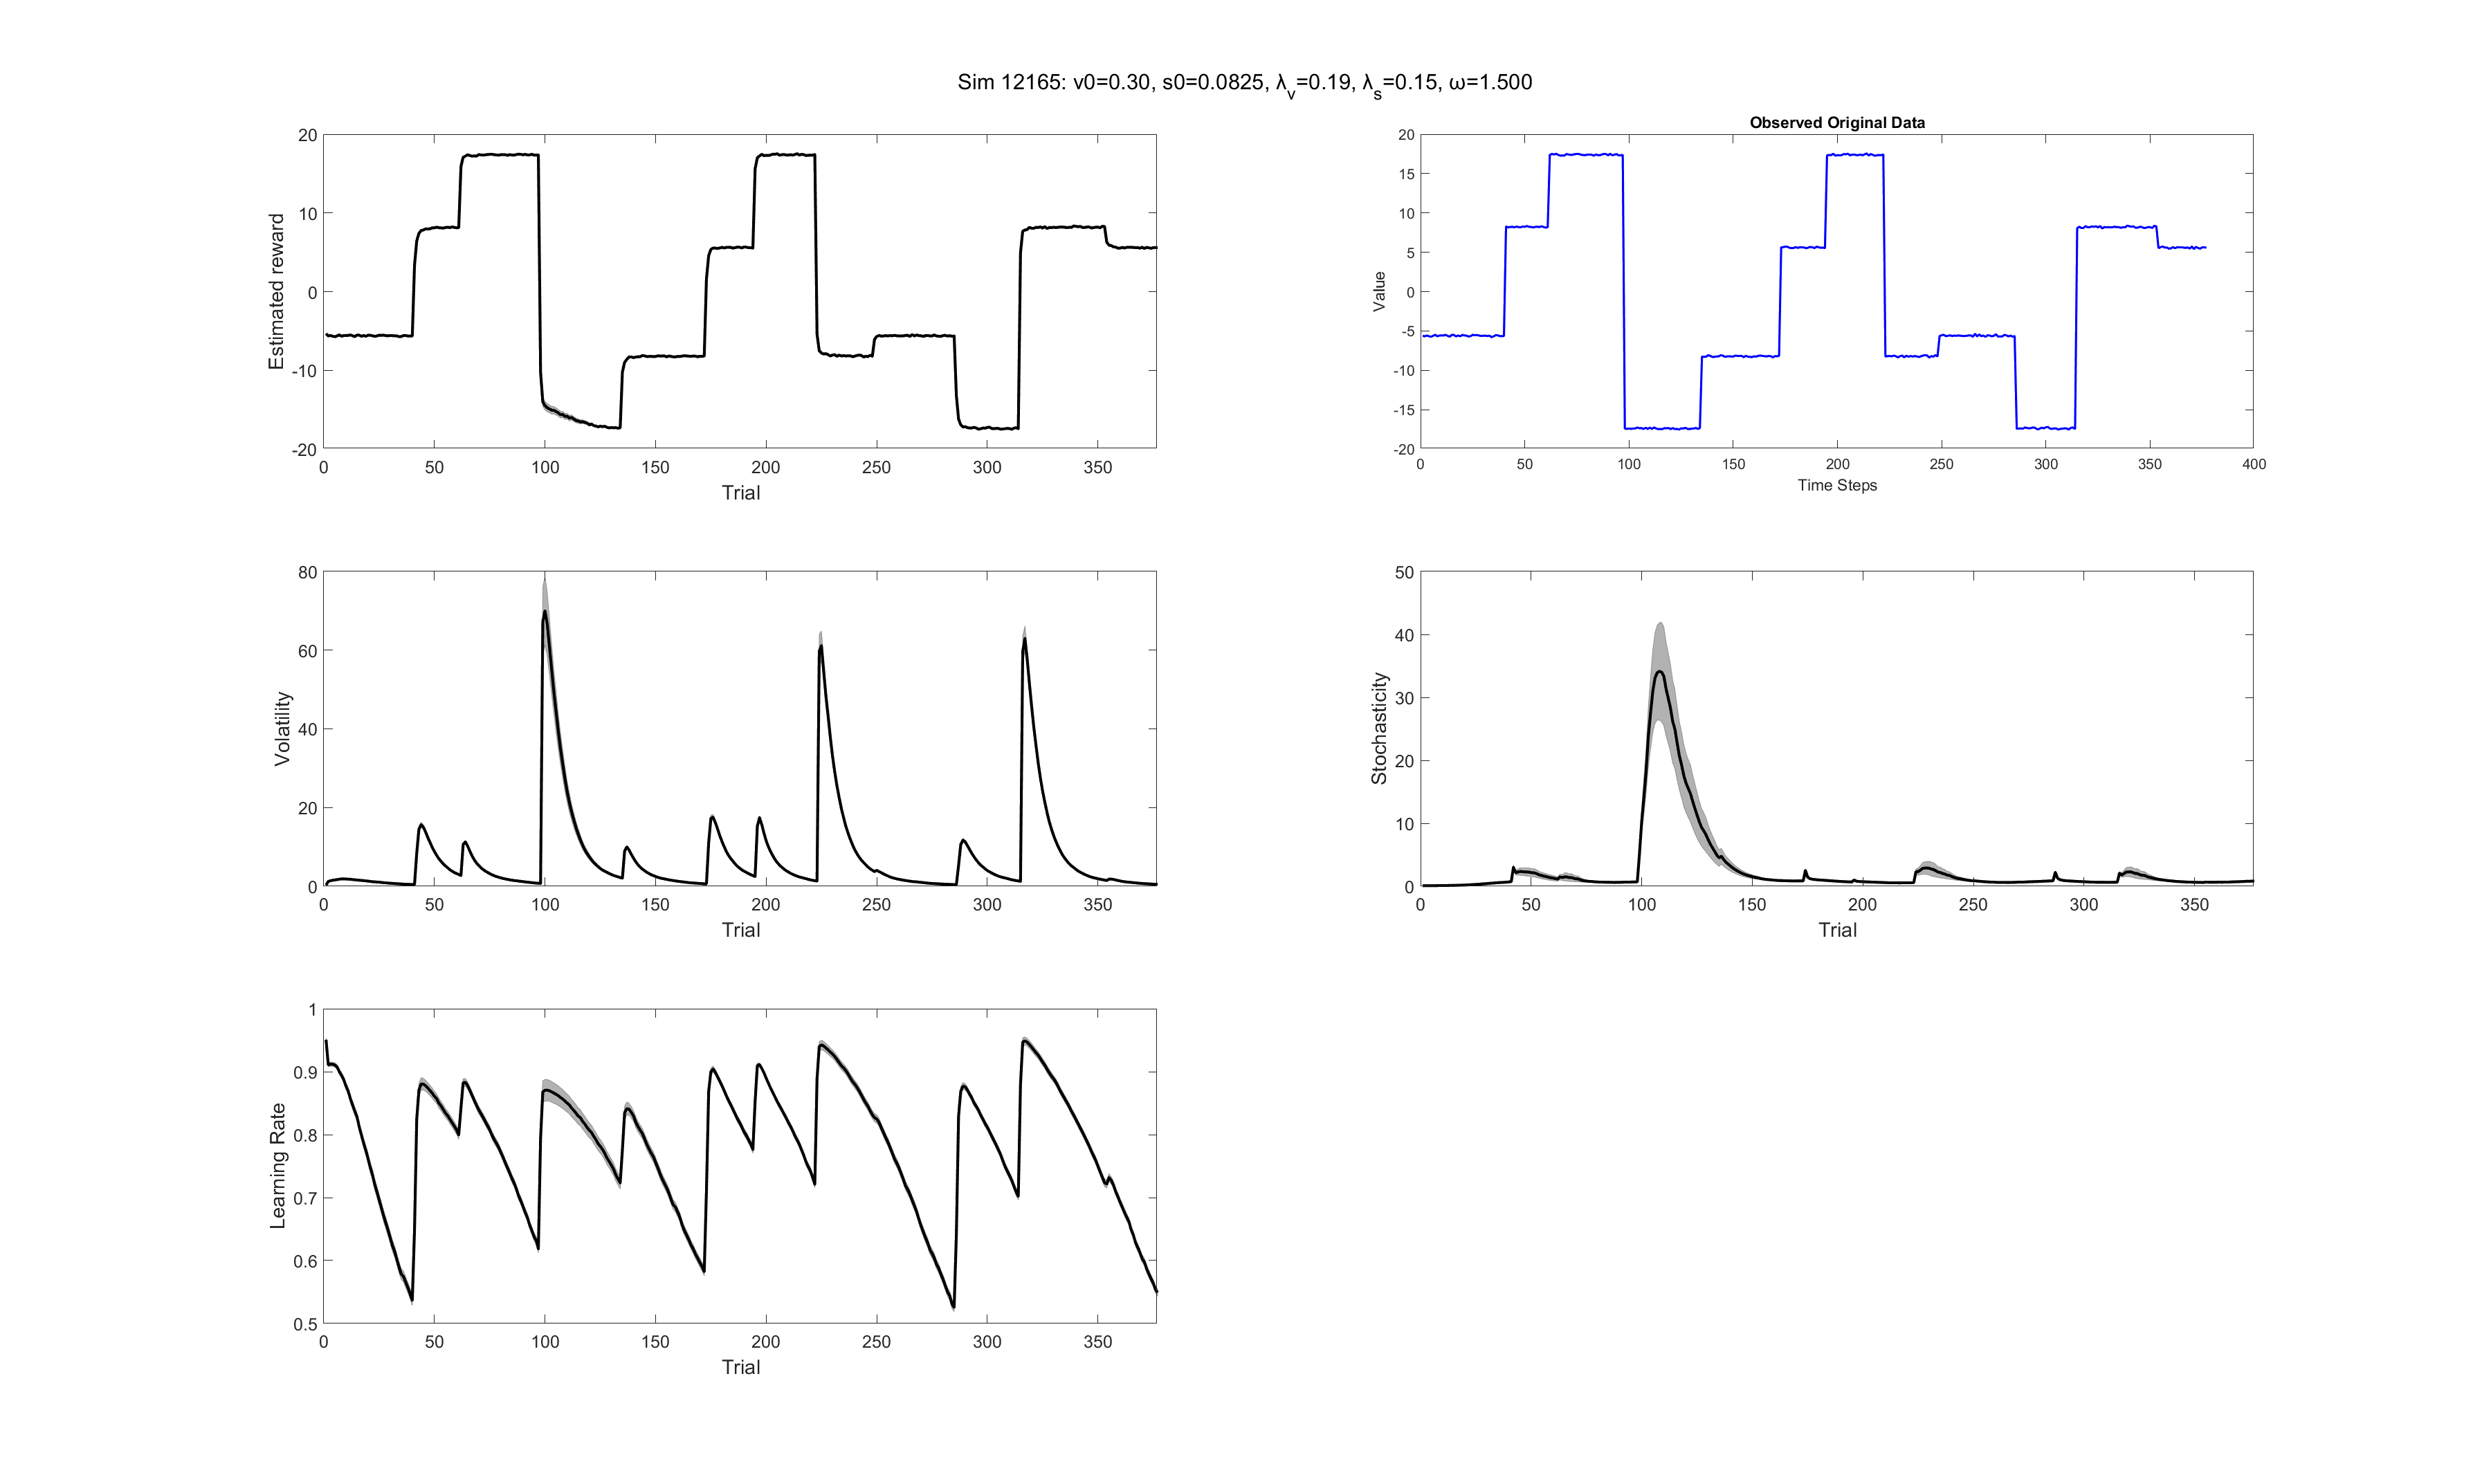 Sim 12165: v0=0.30, s0=0.0825, λv=0.19, λs=0.15, ω=1.500
20
10
0
-10
-20
Estimated reward
0 50 100 150 200 250 300 350
Trial
Observed Original Data
20
15
10
5
0
-5
-10
-15
-20
Value
0 50 100 150 200 250 300 350 400
Time Steps
80
60
40
20
0
Volatility
0 50 100 150 200 250 300 350
Trial
50
40
30
20
10
0
Stochasticity
0 50 100 150 200 250 300 350
Trial
1
0.9
0.8
0.7
0.6
0.5
Learning Rate
0 50 100 150 200 250 300 350
Trial